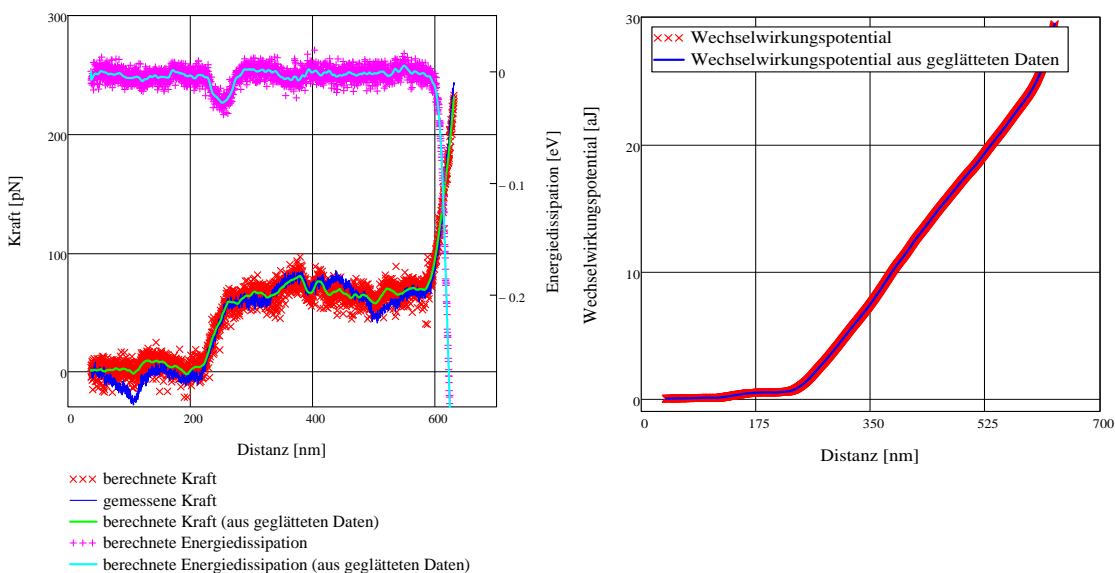 300
200
100
0
Kraft [pN]
0
200
400
600
Distanz [nm]
0
− 0.1
− 0.2
Energiedissipation [eV]
××× berechnete Kraft
gemessene Kraft
berechnete Kraft (aus geglätteten Daten)
+++ berechnete Energiedissipation
berechnete Energiedissipation (aus geglätteten Daten)
30
20
10
0
Wechselwirkungspotential [aJ]
××× Wechselwirkungspotential
Wechselwirkungspotential aus geglätteten Daten
0
175
350
525
700
Distanz [nm]